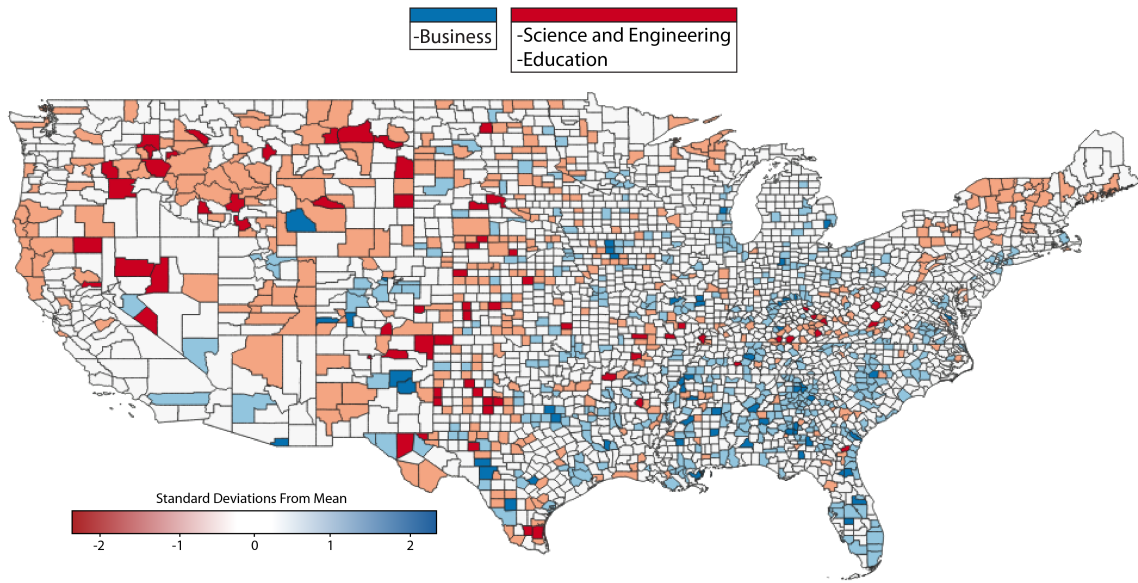 -Business
-Science and Engineering
-Education
Standard Deviations From Mean
-2 -1 0 1 2